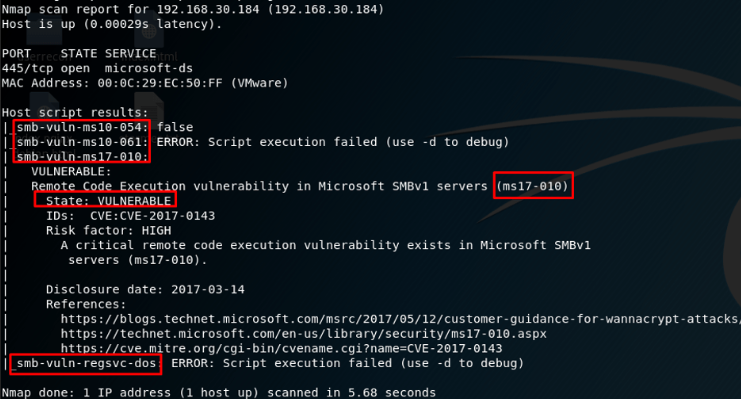 Nmap scan report for 192.168.30.184 (192.168.30.184)
Host is up (0.00029s latency).
PORT    STATE SERVICE
445/tcp open  microsoft-ds
MAC Address: 00:0C:29:EC:50:FF (VMware)
Host script results:
|_smb-vuln-ms10-054: false
|_smb-vuln-ms10-061: ERROR: Script execution failed (use -d to debug)
| smb-vuln-ms17-010:
|   VULNERABLE:
|   Remote Code Execution vulnerability in Microsoft SMBv1 servers (ms17-010)
|     State: VULNERABLE
|     IDs:  CVE:CVE-2017-0143
|     Risk factor: HIGH
|       A critical remote code execution vulnerability exists in Microsoft SMBv1
|        servers (ms17-010).
|
|     Disclosure date: 2017-03-14
|     References:
|       https://blogs.technet.microsoft.com/msrc/2017/05/12/customer-guidance-for-wannacrypt-attacks/
|       https://technet.microsoft.com/en-us/library/security/ms17-010.aspx
|       https://cve.mitre.org/cgi-bin/cvename.cgi?name=CVE-2017-0143
|_smb-vuln-regsvc-dos: ERROR: Script execution failed (use -d to debug)
Nmap done: 1 IP address (1 host up) scanned in 5.68 seconds